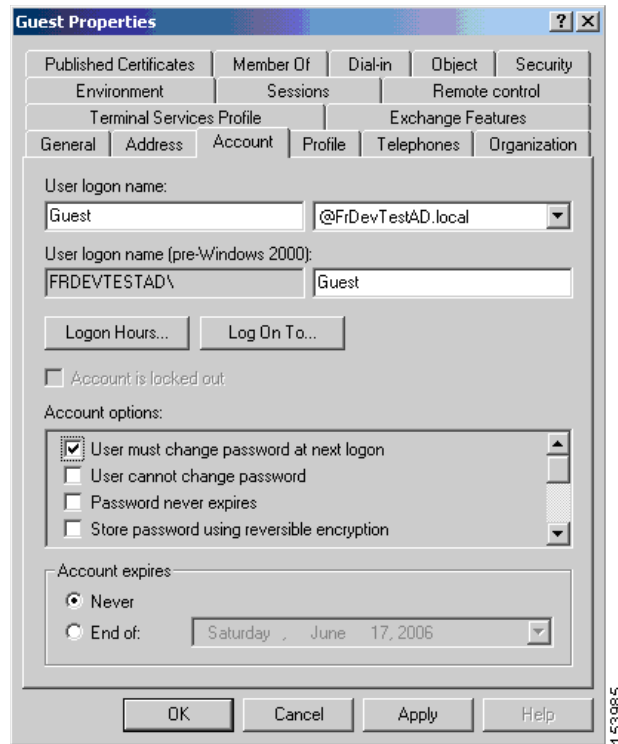 Guest Properties
Published Certificates Member Of Dial-in Object Security
Environment Sessions Remote control
Terminal Services Profile Exchange Features
General Address Account Profile Telephones Organization
User logon name:
Guest @FrDevTestAD.local
User logon name (pre-Windows 2000):
FRDEVTESTAD\ Guest
Logon Hours... Log On To...
Account is locked out
Account options:
User must change password at next logon
User cannot change password
Password never expires
Store password using reversible encryption
Account expires
Never
End of: Saturday , June 17, 2006
OK Cancel Apply Help
153985